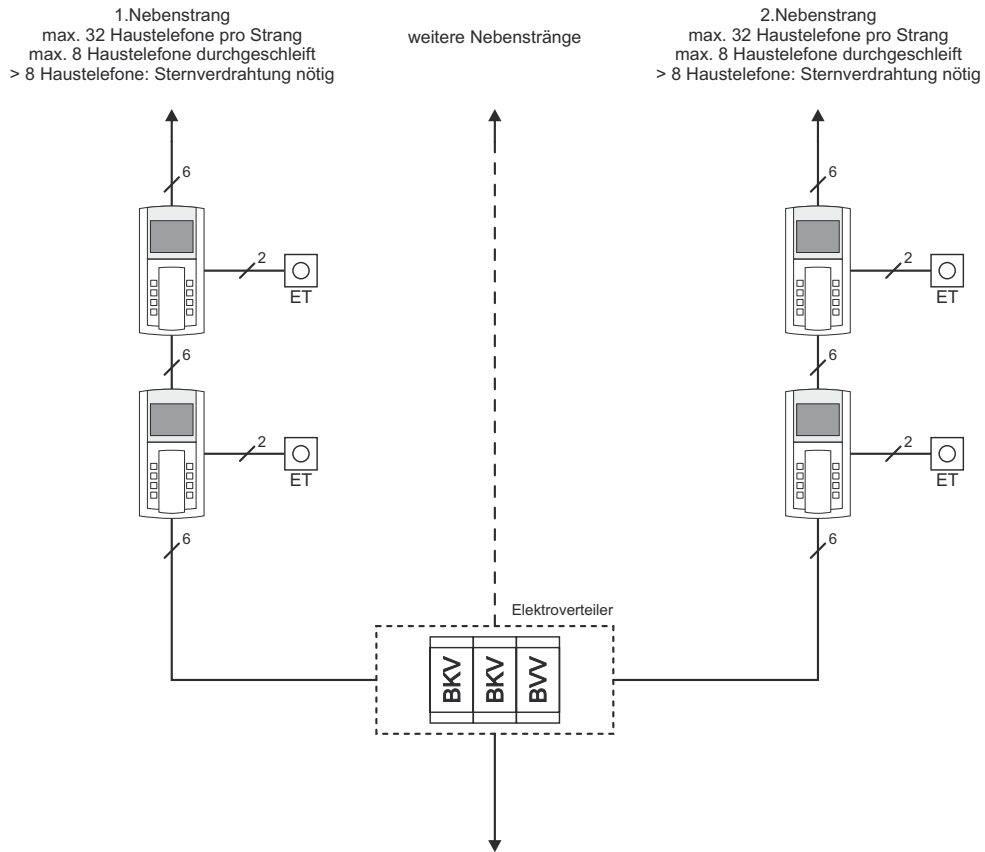 1.Nebenstrang
max. 32 Haustelefone pro Strang
max. 8 Haustelefone durchgeschleift
> 8 Haustelefone: Sternverdrahtung nötig
weitere Nebenstränge
2.Nebenstrang
max. 32 Haustelefone pro Strang
max. 8 Haustelefone durchgeschleift
> 8 Haustelefone: Sternverdrahtung nötig
6
6
2
ET
2
ET
6
6
2
ET
2
ET
6
6
Elektroverteiler
BKV
BKV
BVV